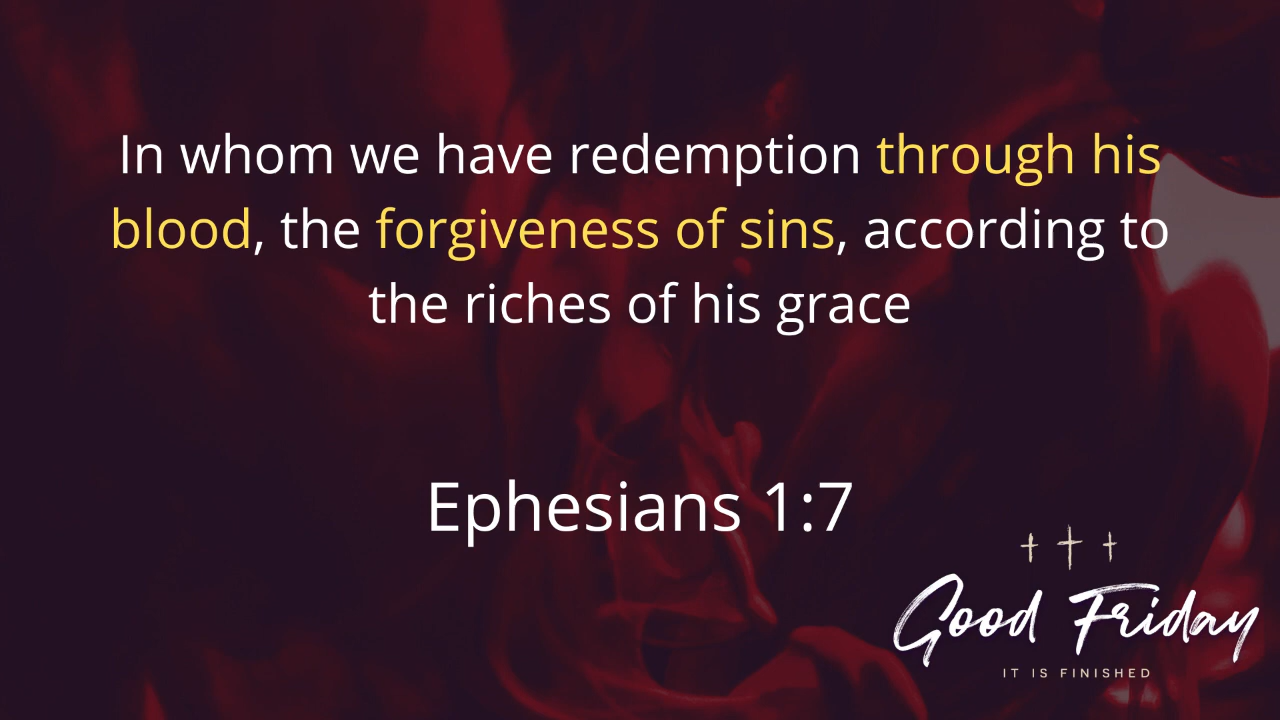 In whom we have redemption through his
blood, the forgiveness of sins, according to
the riches of his grace
Ephesians 1:7
Good Friday
IT IS FINISHED